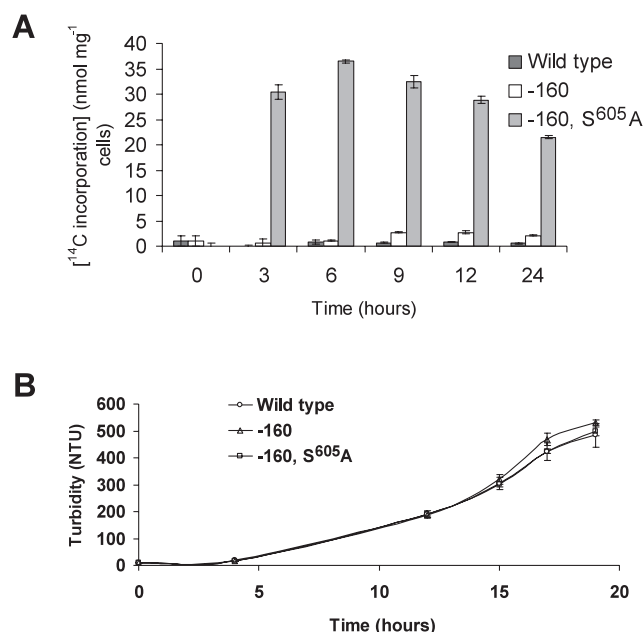 A
[¹⁴C incorporation] (nmol mg⁻¹
cells)
40
35
30
25
20
15
10
5
0
Wild type
-160
-160, S⁶⁰⁵A
0 3 6 9 12 24
Time (hours)
B
Turbidity (NTU)
600
500
400
300
200
100
0
Wild type
-160
-160, S⁶⁰⁵A
0 5 10 15 20
Time (hours)